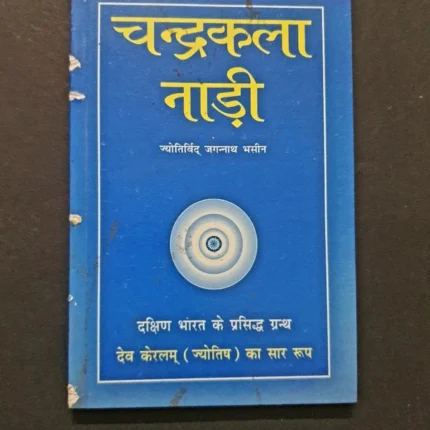 चन्द्रकला
नाड़ी
ज्योतिर्विद् जगन्नाथ भसीन
दक्षिण भारत के प्रसिद्ध ग्रन्थ
देव केरलम् ( ज्योतिष ) का सार रूप